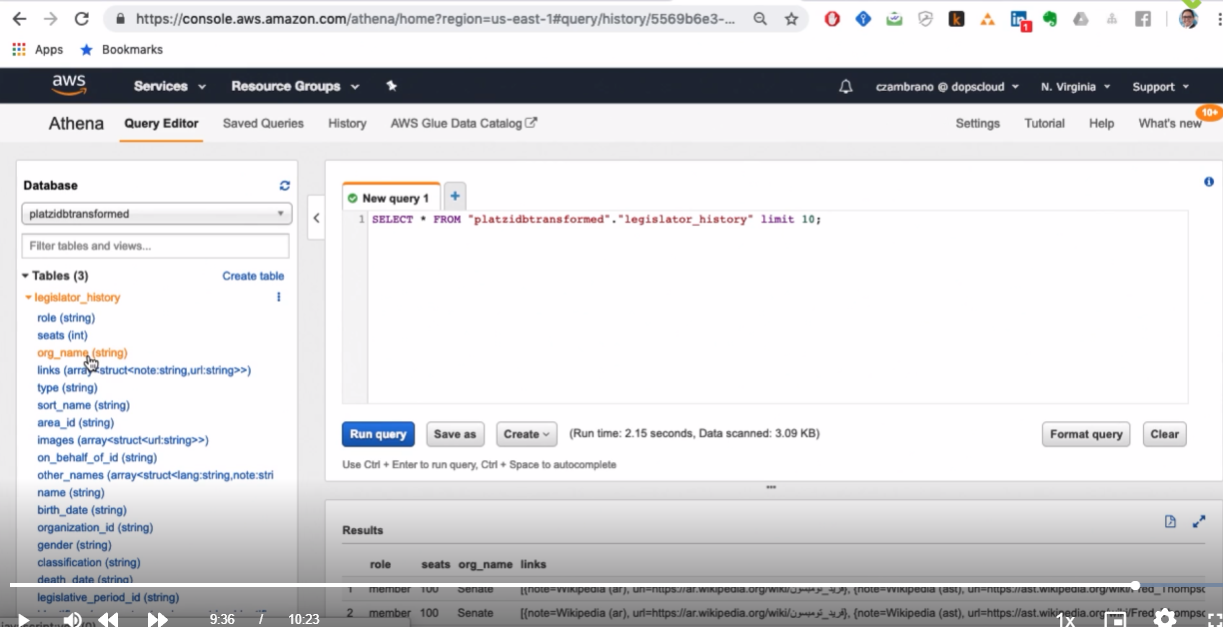 https://console.aws.amazon.com/athena/home?region=us-east-1#query/history/5569b6e3-...
Apps Bookmarks
aws Services Resource Groups czambrano @ dopscloud N. Virginia Support
Athena Query Editor Saved Queries History AWS Glue Data Catalog Settings Tutorial Help What's new 10+
Database
platzidbtransformed
Filter tables and views...
Tables (3) Create table
legislator_history
role (string)
seats (int)
org_name (string)
links (array<struct<note:string,url:string>>)
type (string)
sort_name (string)
area_id (string)
images (array<struct<url:string>>)
on_behalf_of_id (string)
other_names (array<struct<lang:string,note:stri
name (string)
birth_date (string)
organization_id (string)
gender (string)
classification (string)
death_date (string)
legislative_period_id (string)
New query 1 +
1 SELECT * FROM "platzidbtransformed"."legislator_history" limit 10;
Run query Save as Create (Run time: 2.15 seconds, Data scanned: 3.09 KB) Format query Clear
Use Ctrl + Enter to run query, Ctrl + Space to autocomplete
Results
role seats org_name links
1 member 100 Senate [{note=Wikipedia (ar), url=https://ar.wikipedia.org/wiki/ {note=Wikipedia (ast), url=https://ast.wikipedia.org/wiki/Fred_Thompso
2 member 100 Senate [{note=Wikipedia (ar), url=https://ar.wikipedia.org/wiki/ {note=Wikipedia (ast), url=https://ast.wikipedia.org/wiki/Fred_Thompsc
9:36 / 10:23 1x